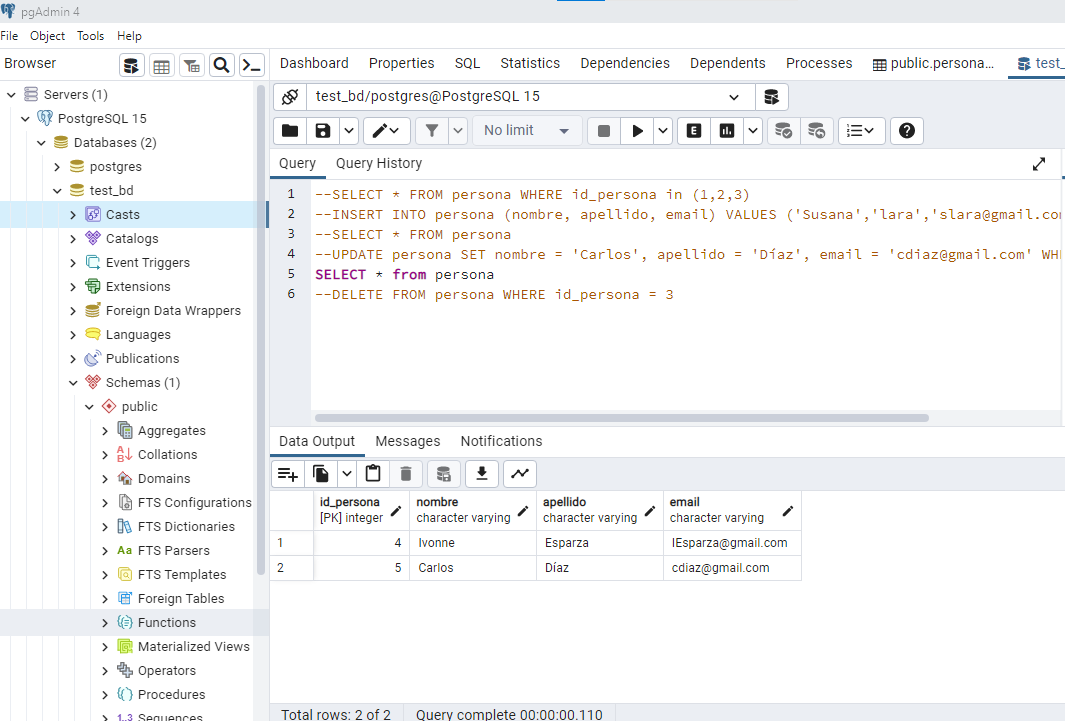 pgAdmin 4
File Object Tools Help
Browser
Dashboard Properties SQL Statistics Dependencies Dependents Processes public.persona... test_
Servers (1)
PostgreSQL 15
Databases (2)
postgres
test_bd
Casts
Catalogs
Event Triggers
Extensions
Foreign Data Wrappers
Languages
Publications
Schemas (1)
public
Aggregates
Collations
Domains
FTS Configurations
FTS Dictionaries
Aa FTS Parsers
FTS Templates
Foreign Tables
Functions
Materialized Views
Operators
Procedures
1..3 Sequences
test_bd/postgres@PostgreSQL 15
No limit
E
Query Query History
1 --SELECT * FROM persona WHERE id_persona in (1,2,3)
2 --INSERT INTO persona (nombre, apellido, email) VALUES ('Susana','lara','slara@gmail.co
3 --SELECT * FROM persona
4 --UPDATE persona SET nombre = 'Carlos', apellido = 'Díaz', email = 'cdiaz@gmail.com' WH
5 SELECT * from persona
6 --DELETE FROM persona WHERE id_persona = 3
Data Output Messages Notifications
id_persona nombre apellido email
[PK] integer character varying character varying character varying
1 4 Ivonne Esparza IEsparza@gmail.com
2 5 Carlos Díaz cdiaz@gmail.com
Total rows: 2 of 2 Query complete 00:00:00.110